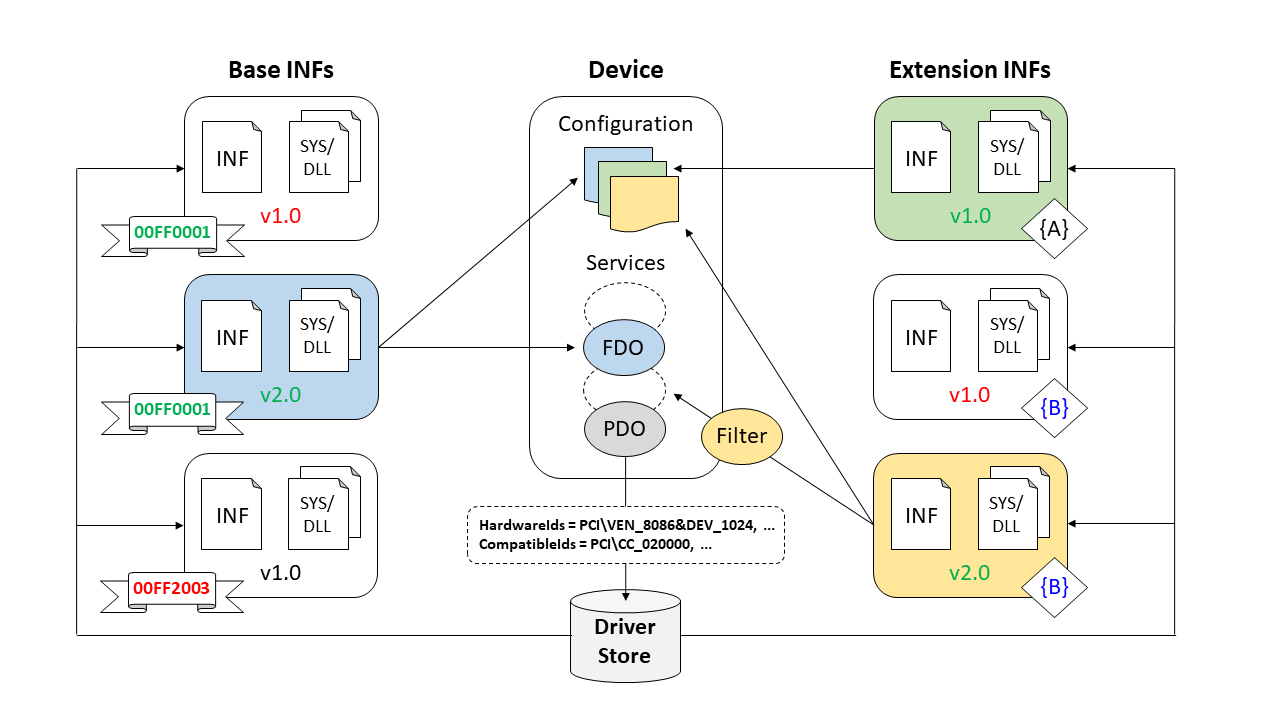 Base INFs
Device
Extension INFs
INF
SYS/
DLL
v1.0
00FF0001
INF
SYS/
DLL
v2.0
00FF0001
INF
SYS/
DLL
v1.0
00FF2003
Configuration
Services
FDO
PDO
Filter
HardwareIds = PCI\VEN_8086&DEV_1024, ...
CompatibleIds = PCI\CC_020000, ...
Driver
Store
INF
SYS/
DLL
v1.0
{A}
INF
SYS/
DLL
v1.0
{B}
INF
SYS/
DLL
v2.0
{B}